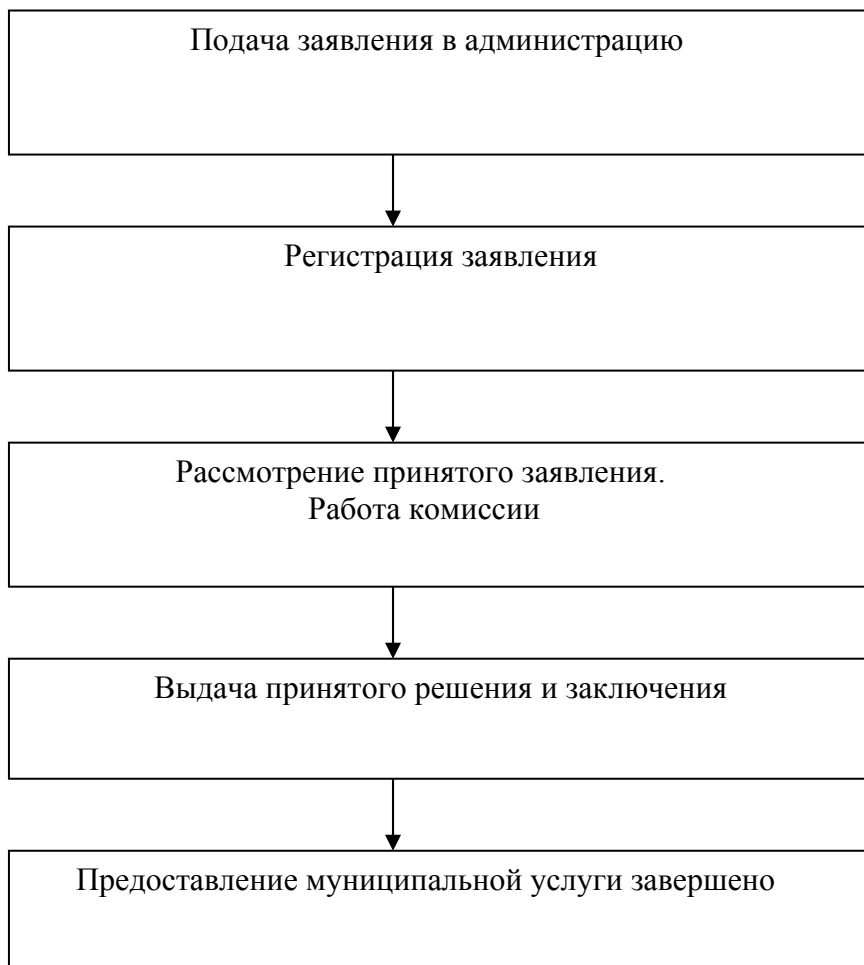 Подача заявления в администрацию
Регистрация заявления
Рассмотрение принятого заявления.
Работа комиссии
Выдача принятого решения и заключения
Предоставление муниципальной услуги завершено